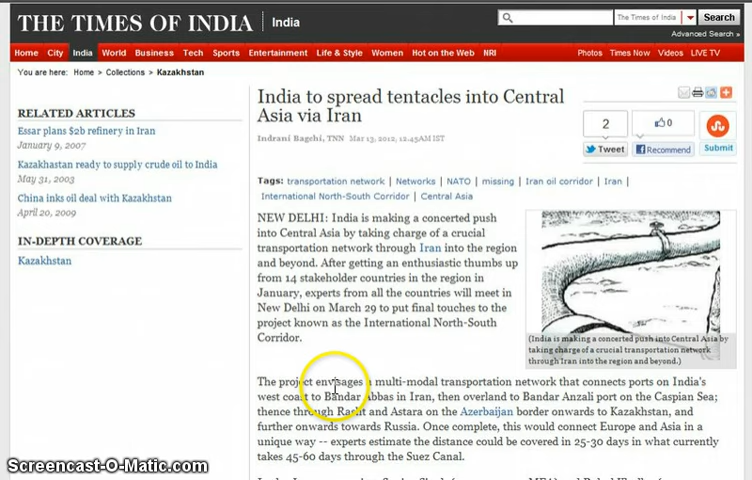 THE TIMES OF INDIA | India
The Times of India
Search
Advanced Search »
Home City India World Business Tech Sports Entertainment Life & Style Women Hot on the Web NRI Photos Times Now Videos LIVE TV
You are here: Home > Collections > Kazakhstan
RELATED ARTICLES
Essar plans $2b refinery in Iran
January 9, 2007
Kazakhastan ready to supply crude oil to India
May 31, 2003
China inks oil deal with Kazakhstan
April 20, 2009
IN-DEPTH COVERAGE
Kazakhstan
India to spread tentacles into Central
Asia via Iran
Indrani Bagchi, TNN Mar 13, 2012, 12.45AM IST
2
0
Tweet
Recommend
Submit
Tags: transportation network | Networks | NATO | missing | Iran oil corridor | Iran |
International North-South Corridor | Central Asia
NEW DELHI: India is making a concerted push
into Central Asia by taking charge of a crucial
transportation network through Iran into the region
and beyond. After getting an enthusiastic thumbs up
from 14 stakeholder countries in the region in
January, experts from all the countries will meet in
New Delhi on March 29 to put final touches to the
project known as the International North-South
Corridor.
(India is making a concerted push into Central Asia by
taking charge of a crucial transportation network
through Iran into the region and beyond.)
The project envisages a multi-modal transportation network that connects ports on India's
west coast to Bandar Abbas in Iran, then overland to Bandar Anzali port on the Caspian Sea;
thence through Rasht and Astara on the Azerbaijan border onwards to Kazakhstan, and
further onwards towards Russia. Once complete, this would connect Europe and Asia in a
unique way -- experts estimate the distance could be covered in 25-30 days in what currently
takes 45-60 days through the Suez Canal.
Screencast-O-Matic.com